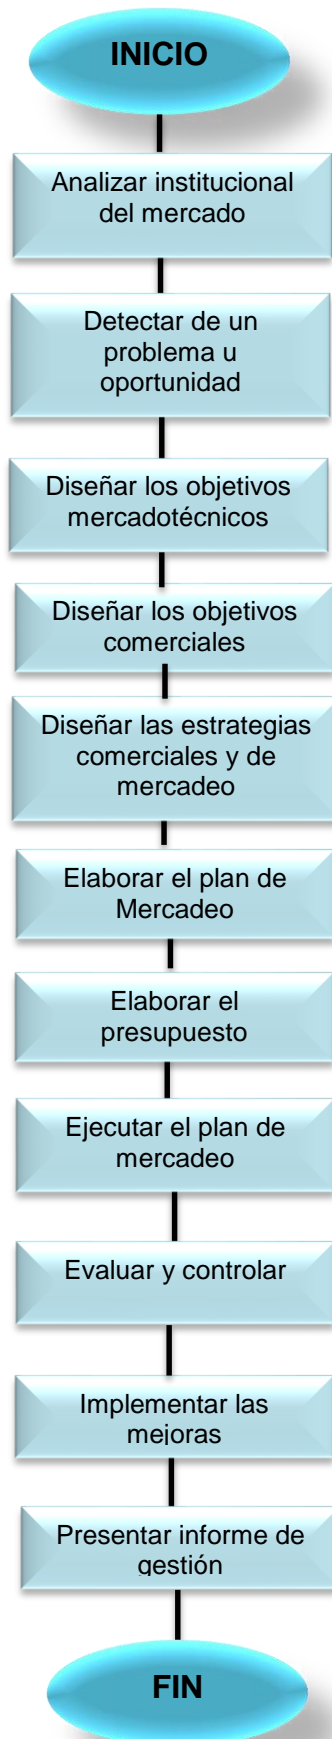 INICIO
Analizar institucional
del mercado
Detectar de un
problema u
oportunidad
Diseñar los objetivos
mercadotécnicos
Diseñar los objetivos
comerciales
Diseñar las estrategias
comerciales y de
mercadeo
Elaborar el plan de
Mercadeo
Elaborar el
presupuesto
Ejecutar el plan de
mercadeo
Evaluar y controlar
Implementar las
mejoras
Presentar informe de
gestión
FIN